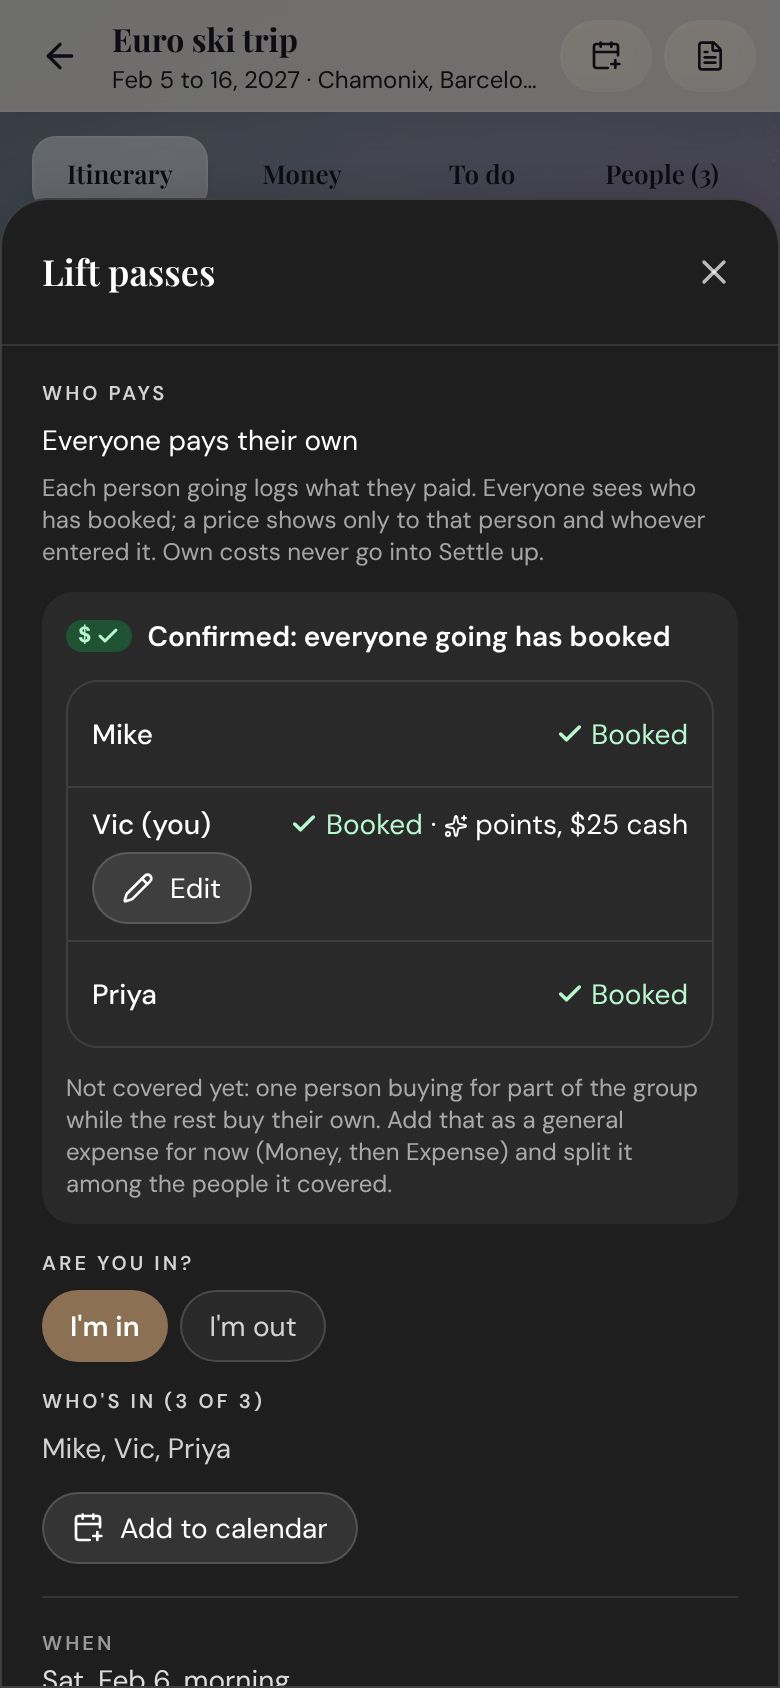 Euro ski trip
Feb 5 to 16, 2027 · Chamonix, Barcelo...
Itinerary Money To do People (3)
Lift passes
WHO PAYS
Everyone pays their own
Each person going logs what they paid. Everyone sees who
has booked; a price shows only to that person and whoever
entered it. Own costs never go into Settle up.
$ ✓ Confirmed: everyone going has booked
Mike ✓ Booked
Vic (you) ✓ Booked · points, $25 cash
Edit
Priya ✓ Booked
Not covered yet: one person buying for part of the group
while the rest buy their own. Add that as a general
expense for now (Money, then Expense) and split it
among the people it covered.
ARE YOU IN?
I'm in I'm out
WHO'S IN (3 OF 3)
Mike, Vic, Priya
Add to calendar
WHEN
Sat, Feb 6, morning